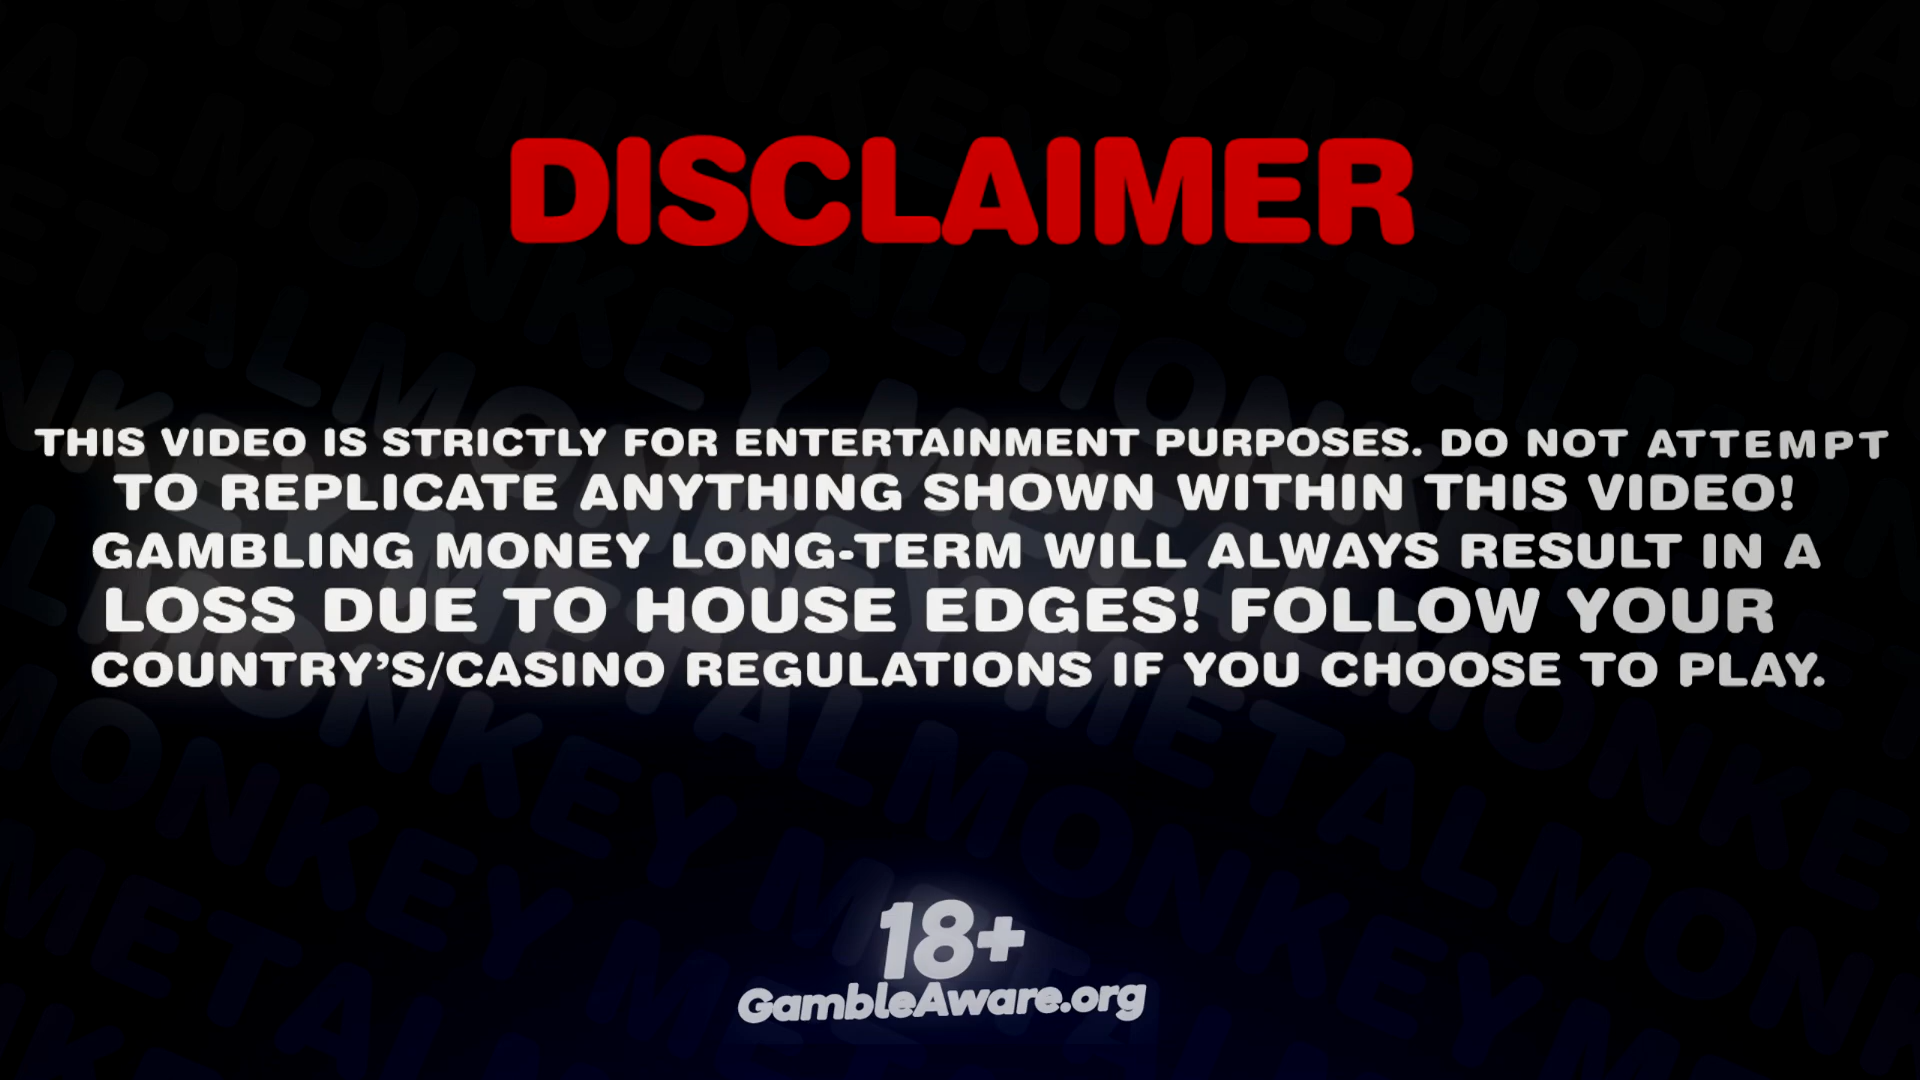 DISCLAIMER
THIS VIDEO IS STRICTLY FOR ENTERTAINMENT PURPOSES. DO NOT ATTEMPT
TO REPLICATE ANYTHING SHOWN WITHIN THIS VIDEO!
GAMBLING MONEY LONG-TERM WILL ALWAYS RESULT IN A
LOSS DUE TO HOUSE EDGES! FOLLOW YOUR
COUNTRY’S/CASINO REGULATIONS IF YOU CHOOSE TO PLAY.
18+
GambleAware.org